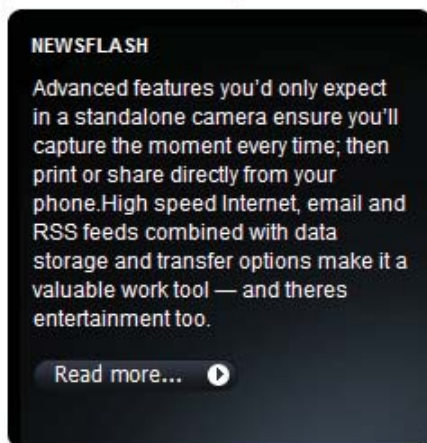 NEWSFLASH
Advanced features you'd only expect
in a standalone camera ensure you'll
capture the moment every time; then
print or share directly from your
phone.High speed Internet, email and
RSS feeds combined with data
storage and transfer options make it a
valuable work tool — and theres
entertainment too.
Read more...